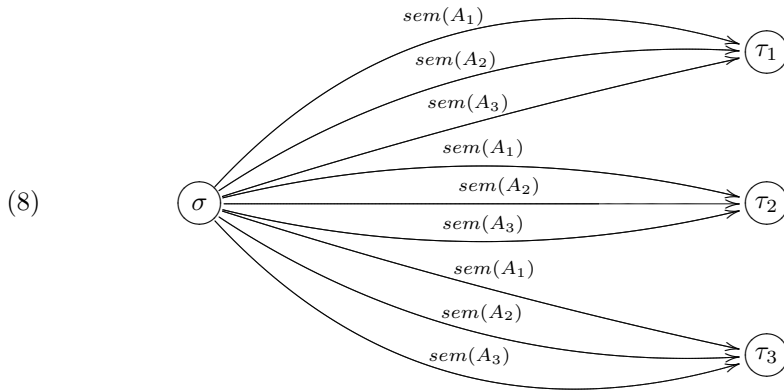 sem(A₁)
τ₁
sem(A₂)
sem(A₃)
sem(A₁)
(8)
σ
sem(A₂)
τ₂
sem(A₃)
sem(A₁)
sem(A₂)
τ₃
sem(A₃)